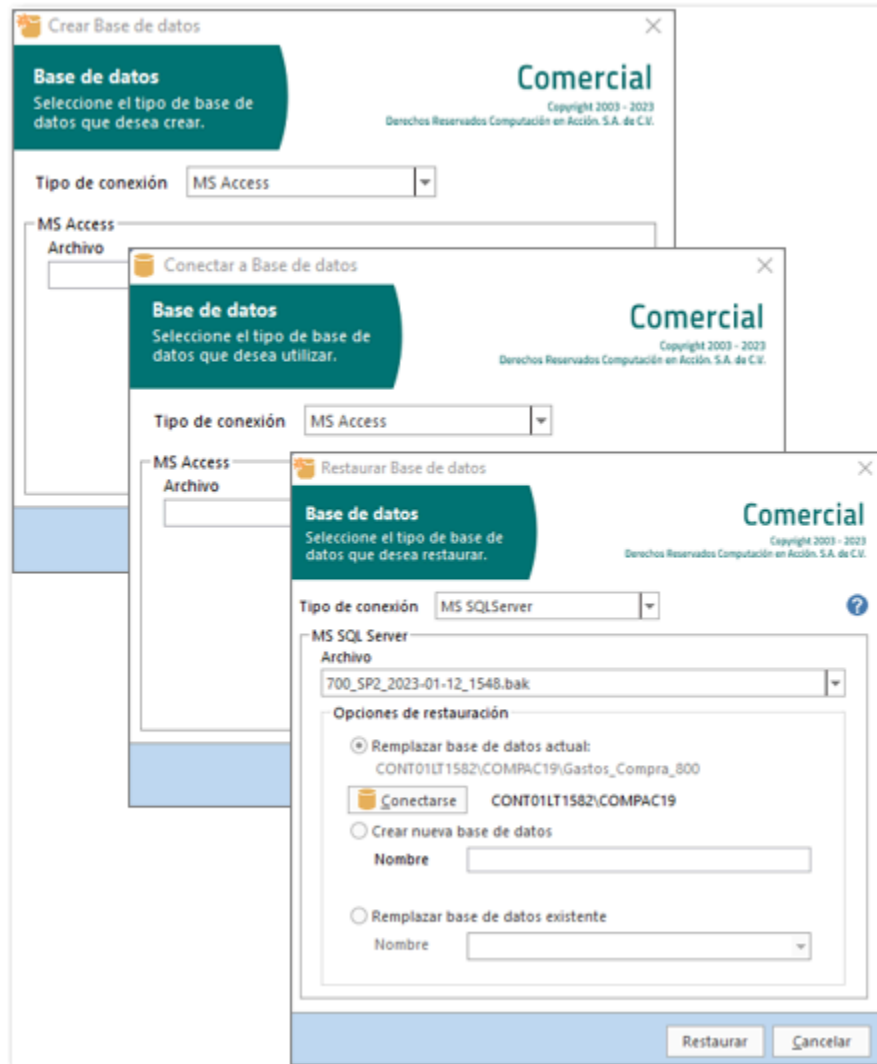 Crear Base de datos
Base de datos
Seleccione el tipo de base de
datos que desea crear.
Comercial
Copyright 2003 - 2023
Derechos Reservados Computación en Acción. S.A. de C.V.
Tipo de conexión MS Access
MS Access
Archivo
Conectar a Base de datos
Base de datos
Seleccione el tipo de base de
datos que desea utilizar.
Comercial
Copyright 2003 - 2023
Derechos Reservados Computación en Acción. S.A. de C.V.
Tipo de conexión MS Access
MS Access
Archivo
Restaurar Base de datos
Base de datos
Seleccione el tipo de base de
datos que desea restaurar.
Comercial
Copyright 2003 - 2023
Derechos Reservados Computación en Acción. S.A. de C.V.
Tipo de conexión MS SQLServer ?
MS SQL Server
Archivo
700_SP2_2023-01-12_1548.bak
Opciones de restauración
Remplazar base de datos actual:
CONT01LT1582\COMPAC19\Gastos_Compra_800
Conectarse CONT01LT1582\COMPAC19
Crear nueva base de datos
Nombre
Remplazar base de datos existente
Nombre
Restaurar Cancelar